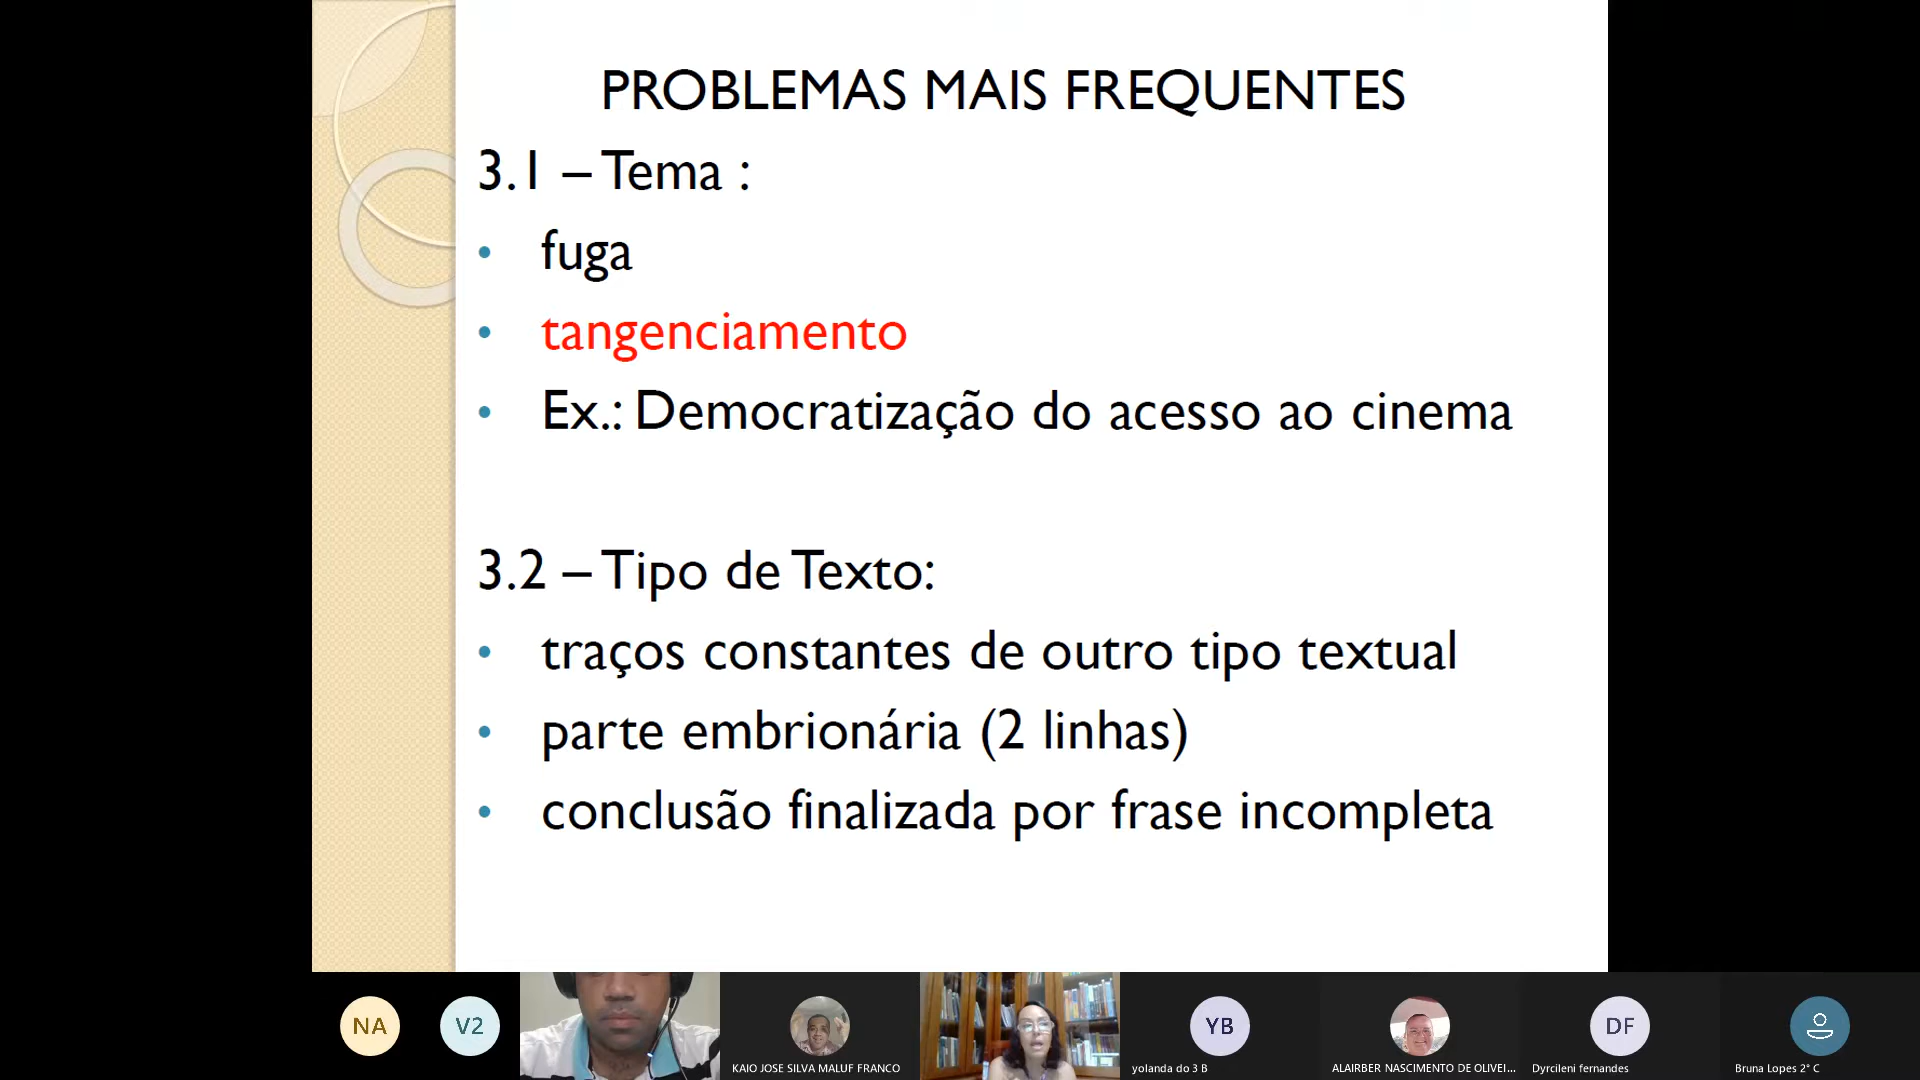 PROBLEMAS MAIS FREQUENTES
3.1 – Tema :
• fuga
• tangenciamento
• Ex.: Democratização do acesso ao cinema
3.2 – Tipo de Texto:
• traços constantes de outro tipo textual
• parte embrionária (2 linhas)
• conclusão finalizada por frase incompleta
NA
V2
YB
DF
KAIO JOSE SILVA MALUF FRANCO
yolanda do 3 B
ALAIRBER NASCIMENTO DE OLIVEI...
Dyrcileni fernandes
Bruna Lopes 2° C